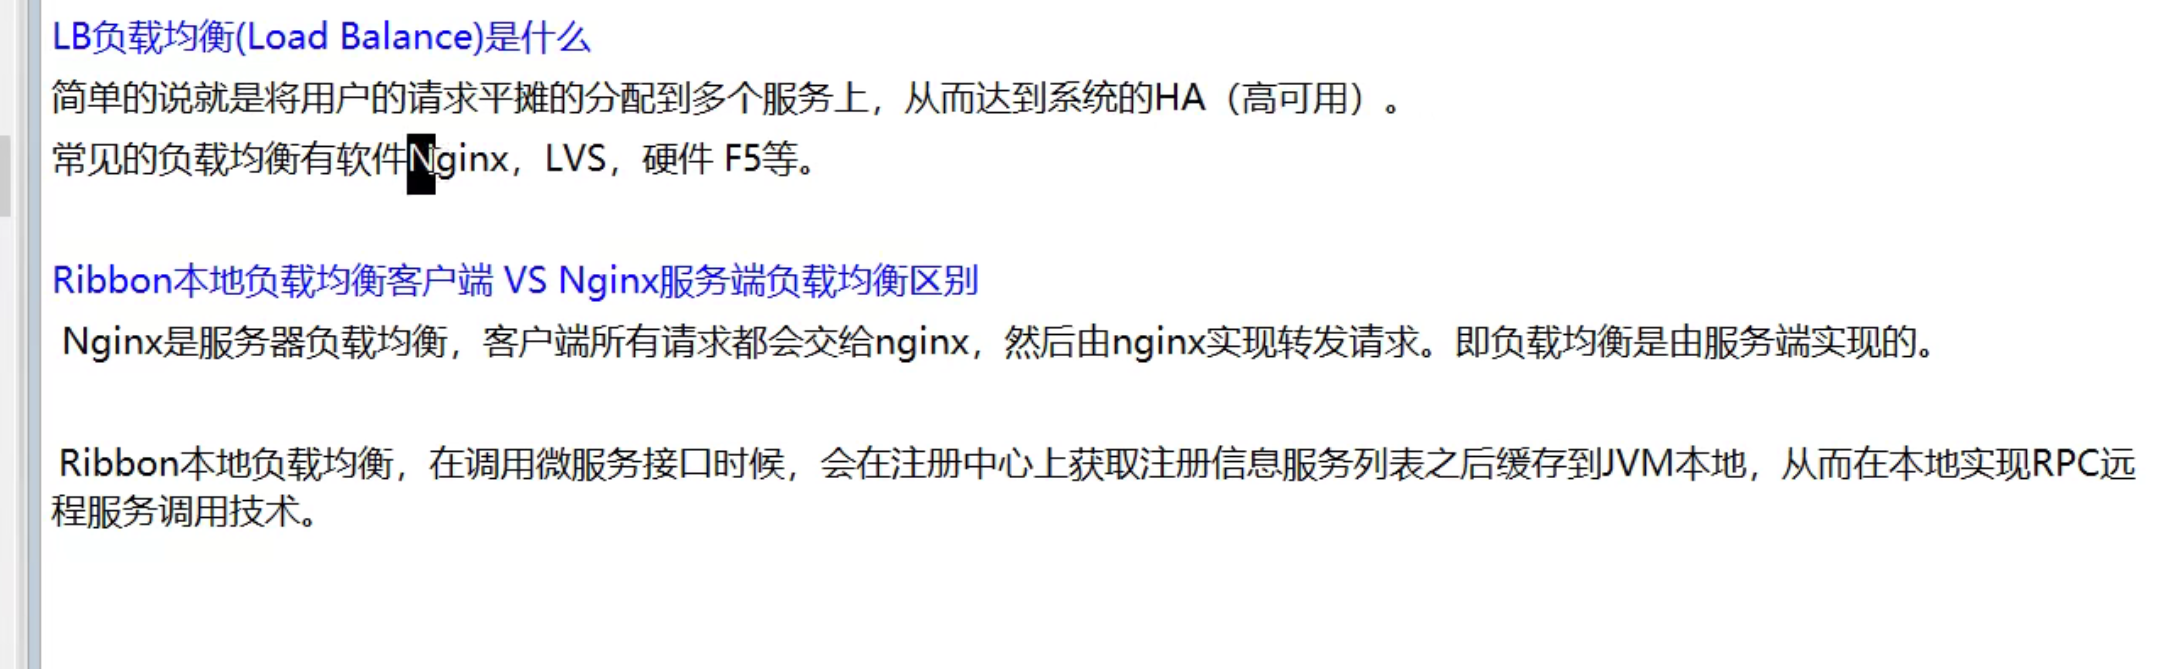 LB负载均衡(Load Balance)是什么
简单的说就是将用户的请求平摊的分配到多个服务上，从而达到系统的HA（高可用）。
常见的负载均衡有软件Nginx，LVS，硬件 F5等。
Ribbon本地负载均衡客户端 VS Nginx服务端负载均衡区别
Nginx是服务器负载均衡，客户端所有请求都会交给nginx，然后由nginx实现转发请求。即负载均衡是由服务端实现的。
Ribbon本地负载均衡，在调用微服务接口时候，会在注册中心上获取注册信息服务列表之后缓存到JVM本地，从而在本地实现RPC远
程服务调用技术。